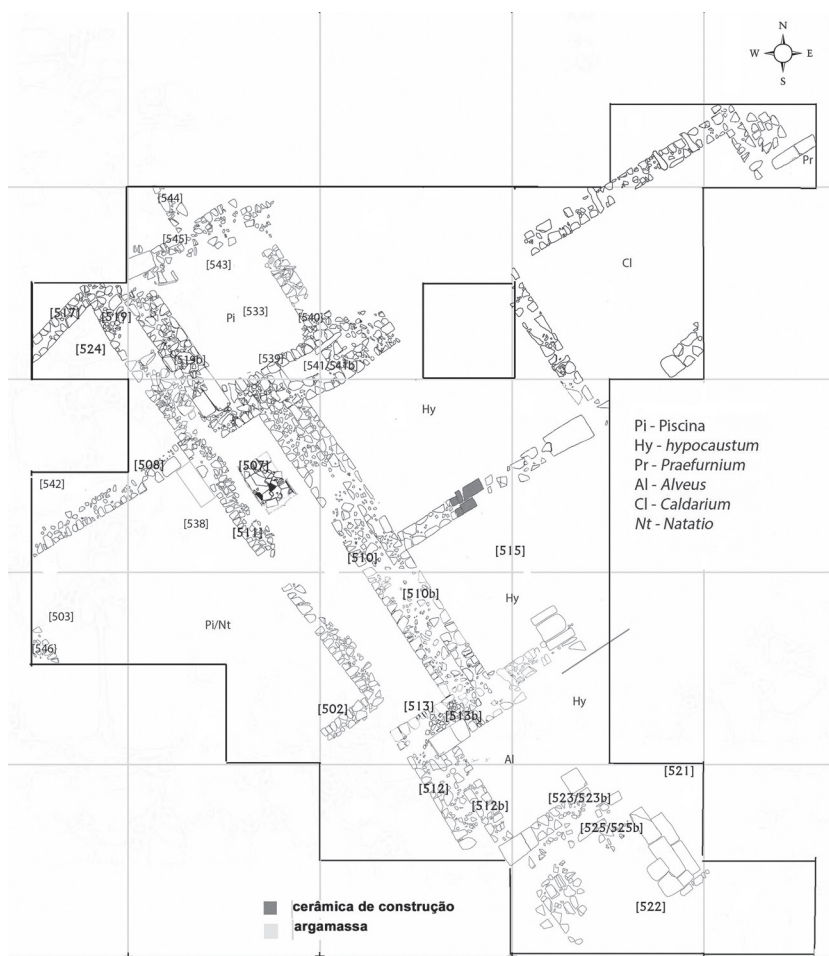 N
W E
S
Pr
[544]
[545]
[543]
Cl
[517]
[519]
[533]
Pi
[540]
[524]
[519b]
[539]
[541/541b]
Hy
Pi - Piscina
Hy - hypocaustum
Pr - Praefurnium
Al - Alveus
Cl - Caldarium
Nt - Natatio
[508]
[507]
[542]
[538]
[511]
[510]
[515]
[510b]
Hy
[503]
Pi/Nt
[546]
[502]
[513]
[513b]
Hy
Al
[521]
[512]
[512b]
[523/523b]
[525/525b]
[522]
cerâmica de construção
argamassa